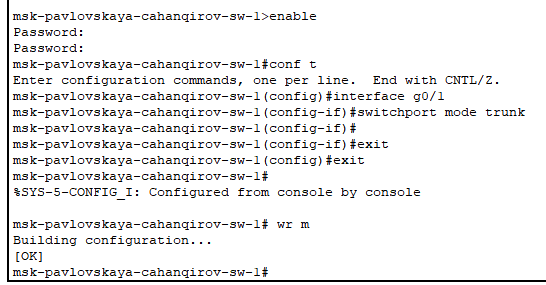 msk-pavlovskaya-cahanqirov-sw-1>enable
Password:
Password:
msk-pavlovskaya-cahanqirov-sw-1#conf t
Enter configuration commands, one per line.  End with CNTL/Z.
msk-pavlovskaya-cahanqirov-sw-1(config)#interface g0/1
msk-pavlovskaya-cahanqirov-sw-1(config-if)#switchport mode trunk
msk-pavlovskaya-cahanqirov-sw-1(config-if)#
msk-pavlovskaya-cahanqirov-sw-1(config-if)#exit
msk-pavlovskaya-cahanqirov-sw-1(config)#exit
msk-pavlovskaya-cahanqirov-sw-1#
%SYS-5-CONFIG_I: Configured from console by console
msk-pavlovskaya-cahanqirov-sw-1# wr m
Building configuration...
[OK]
msk-pavlovskaya-cahanqirov-sw-1#